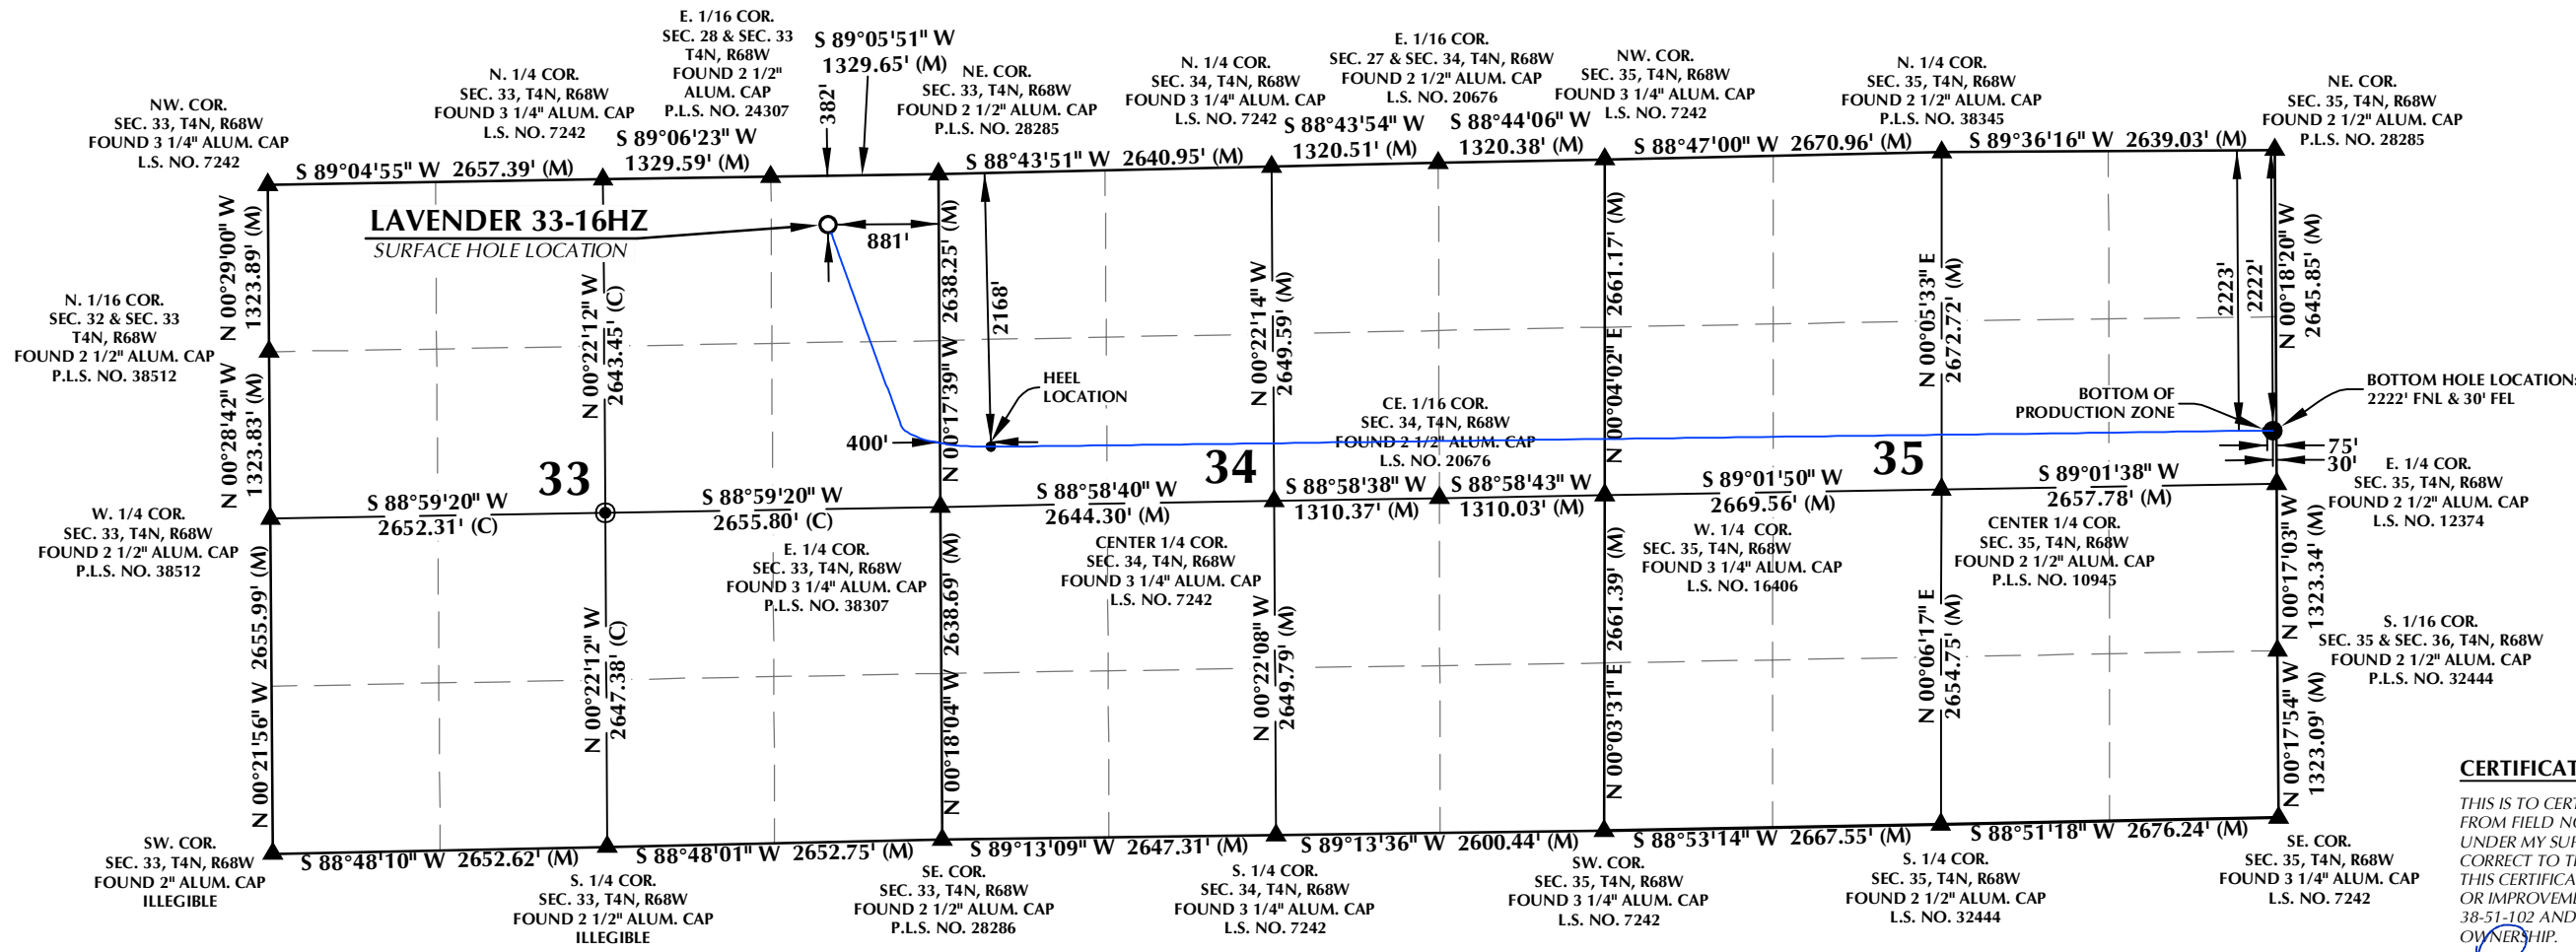 NW. COR.
SEC. 33, T4N, R68W
FOUND 3 1/4" ALUM. CAP
L.S. NO. 7242
N. 1/4 COR.
SEC. 33, T4N, R68W
FOUND 3 1/4" ALUM. CAP
L.S. NO. 7242
E. 1/16 COR.
SEC. 28 & SEC. 33
T4N, R68W
FOUND 2 1/2"
ALUM. CAP
P.L.S. NO. 24307
S 89°05'51" W
1329.65' (M)
382'
NE. COR.
SEC. 33, T4N, R68W
FOUND 2 1/2" ALUM. CAP
P.L.S. NO. 28285
N. 1/4 COR.
SEC. 34, T4N, R68W
FOUND 3 1/4" ALUM. CAP
L.S. NO. 7242
E. 1/16 COR.
SEC. 27 & SEC. 34, T4N, R68W
FOUND 2 1/2" ALUM. CAP
L.S. NO. 20676
NW. COR.
SEC. 35, T4N, R68W
FOUND 3 1/4" ALUM. CAP
L.S. NO. 7242
N. 1/4 COR.
SEC. 35, T4N, R68W
FOUND 2 1/2" ALUM. CAP
P.L.S. NO. 38345
NE. COR.
SEC. 35, T4N, R68W
FOUND 2 1/2" ALUM. CAP
P.L.S. NO. 28285
S 89°04'55" W 2657.39' (M)
S 89°06'23" W
1329.59' (M)
S 88°43'51" W 2640.95' (M)
S 88°43'54" W
1320.51' (M)
S 88°44'06" W
1320.38' (M)
S 88°47'00" W 2670.96' (M)
S 89°36'16" W 2639.03' (M)
LAVENDER 33-16HZ
SURFACE HOLE LOCATION
881'
N 00°29'00" W
1323.89' (M)
N 00°22'12" W
2643.45' (C)
N 00°17'39" W 2638.25' (M)
2168'
N 00°22'14" W
2649.59' (M)
N 00°04'02" E 2661.17' (M)
N 00°05'33" E
2672.72' (M)
2223'
2222'
N 00°18'20" W
2645.85' (M)
N. 1/16 COR.
SEC. 32 & SEC. 33
T4N, R68W
FOUND 2 1/2" ALUM. CAP
P.L.S. NO. 38512
N 00°28'42" W
1323.83' (M)
HEEL
LOCATION
400'
CE. 1/16 COR.
SEC. 34, T4N, R68W
FOUND 2 1/2" ALUM. CAP
L.S. NO. 20676
BOTTOM OF
PRODUCTION ZONE
BOTTOM HOLE LOCATION:
2222' FNL & 30' FEL
75'
30'
33
34
35
S 88°59'20" W
2652.31' (C)
S 88°59'20" W
2655.80' (C)
S 88°58'40" W
2644.30' (M)
S 88°58'38" W
1310.37' (M)
S 88°58'43" W
1310.03' (M)
S 89°01'50" W
2669.56' (M)
S 89°01'38" W
2657.78' (M)
W. 1/4 COR.
SEC. 33, T4N, R68W
FOUND 2 1/2" ALUM. CAP
P.L.S. NO. 38512
E. 1/4 COR.
SEC. 33, T4N, R68W
FOUND 3 1/4" ALUM. CAP
P.L.S. NO. 38307
CENTER 1/4 COR.
SEC. 34, T4N, R68W
FOUND 3 1/4" ALUM. CAP
L.S. NO. 7242
W. 1/4 COR.
SEC. 35, T4N, R68W
FOUND 3 1/4" ALUM. CAP
L.S. NO. 16406
CENTER 1/4 COR.
SEC. 35, T4N, R68W
FOUND 2 1/2" ALUM. CAP
P.L.S. NO. 10945
E. 1/4 COR.
SEC. 35, T4N, R68W
FOUND 2 1/2" ALUM. CAP
L.S. NO. 12374
N 00°21'56" W 2655.99' (M)
N 00°22'12" W
2647.38' (C)
N 00°18'04" W 2638.69' (M)
N 00°22'08" W
2649.79' (M)
N 00°03'31" E 2661.39' (M)
N 00°06'17" E
2654.75' (M)
N 00°17'03" W
1323.34' (M)
S. 1/16 COR.
SEC. 35 & SEC. 36, T4N, R68W
FOUND 2 1/2" ALUM. CAP
P.L.S. NO. 32444
N 00°17'54" W
1323.09' (M)
S 88°48'10" W 2652.62' (M)
S 88°48'01" W 2652.75' (M)
S 89°13'09" W 2647.31' (M)
S 89°13'36" W 2600.44' (M)
S 88°53'14" W 2667.55' (M)
S 88°51'18" W 2676.24' (M)
SW. COR.
SEC. 33, T4N, R68W
FOUND 2" ALUM. CAP
ILLEGIBLE
S. 1/4 COR.
SEC. 33, T4N, R68W
FOUND 2 1/2" ALUM. CAP
ILLEGIBLE
SE. COR.
SEC. 33, T4N, R68W
FOUND 2 1/2" ALUM. CAP
P.L.S. NO. 28286
S. 1/4 COR.
SEC. 34, T4N, R68W
FOUND 3 1/4" ALUM. CAP
L.S. NO. 7242
SW. COR.
SEC. 35, T4N, R68W
FOUND 3 1/4" ALUM. CAP
L.S. NO. 7242
S. 1/4 COR.
SEC. 35, T4N, R68W
FOUND 2 1/2" ALUM. CAP
L.S. NO. 32444
SE. COR.
SEC. 35, T4N, R68W
FOUND 3 1/4" ALUM. CAP
L.S. NO. 7242
CERTIFICAT
THIS IS TO CERT
FROM FIELD NO
UNDER MY SUP
CORRECT TO TH
THIS CERTIFICA
OR IMPROVEME
38-51-102 AND
OWNERSHIP.